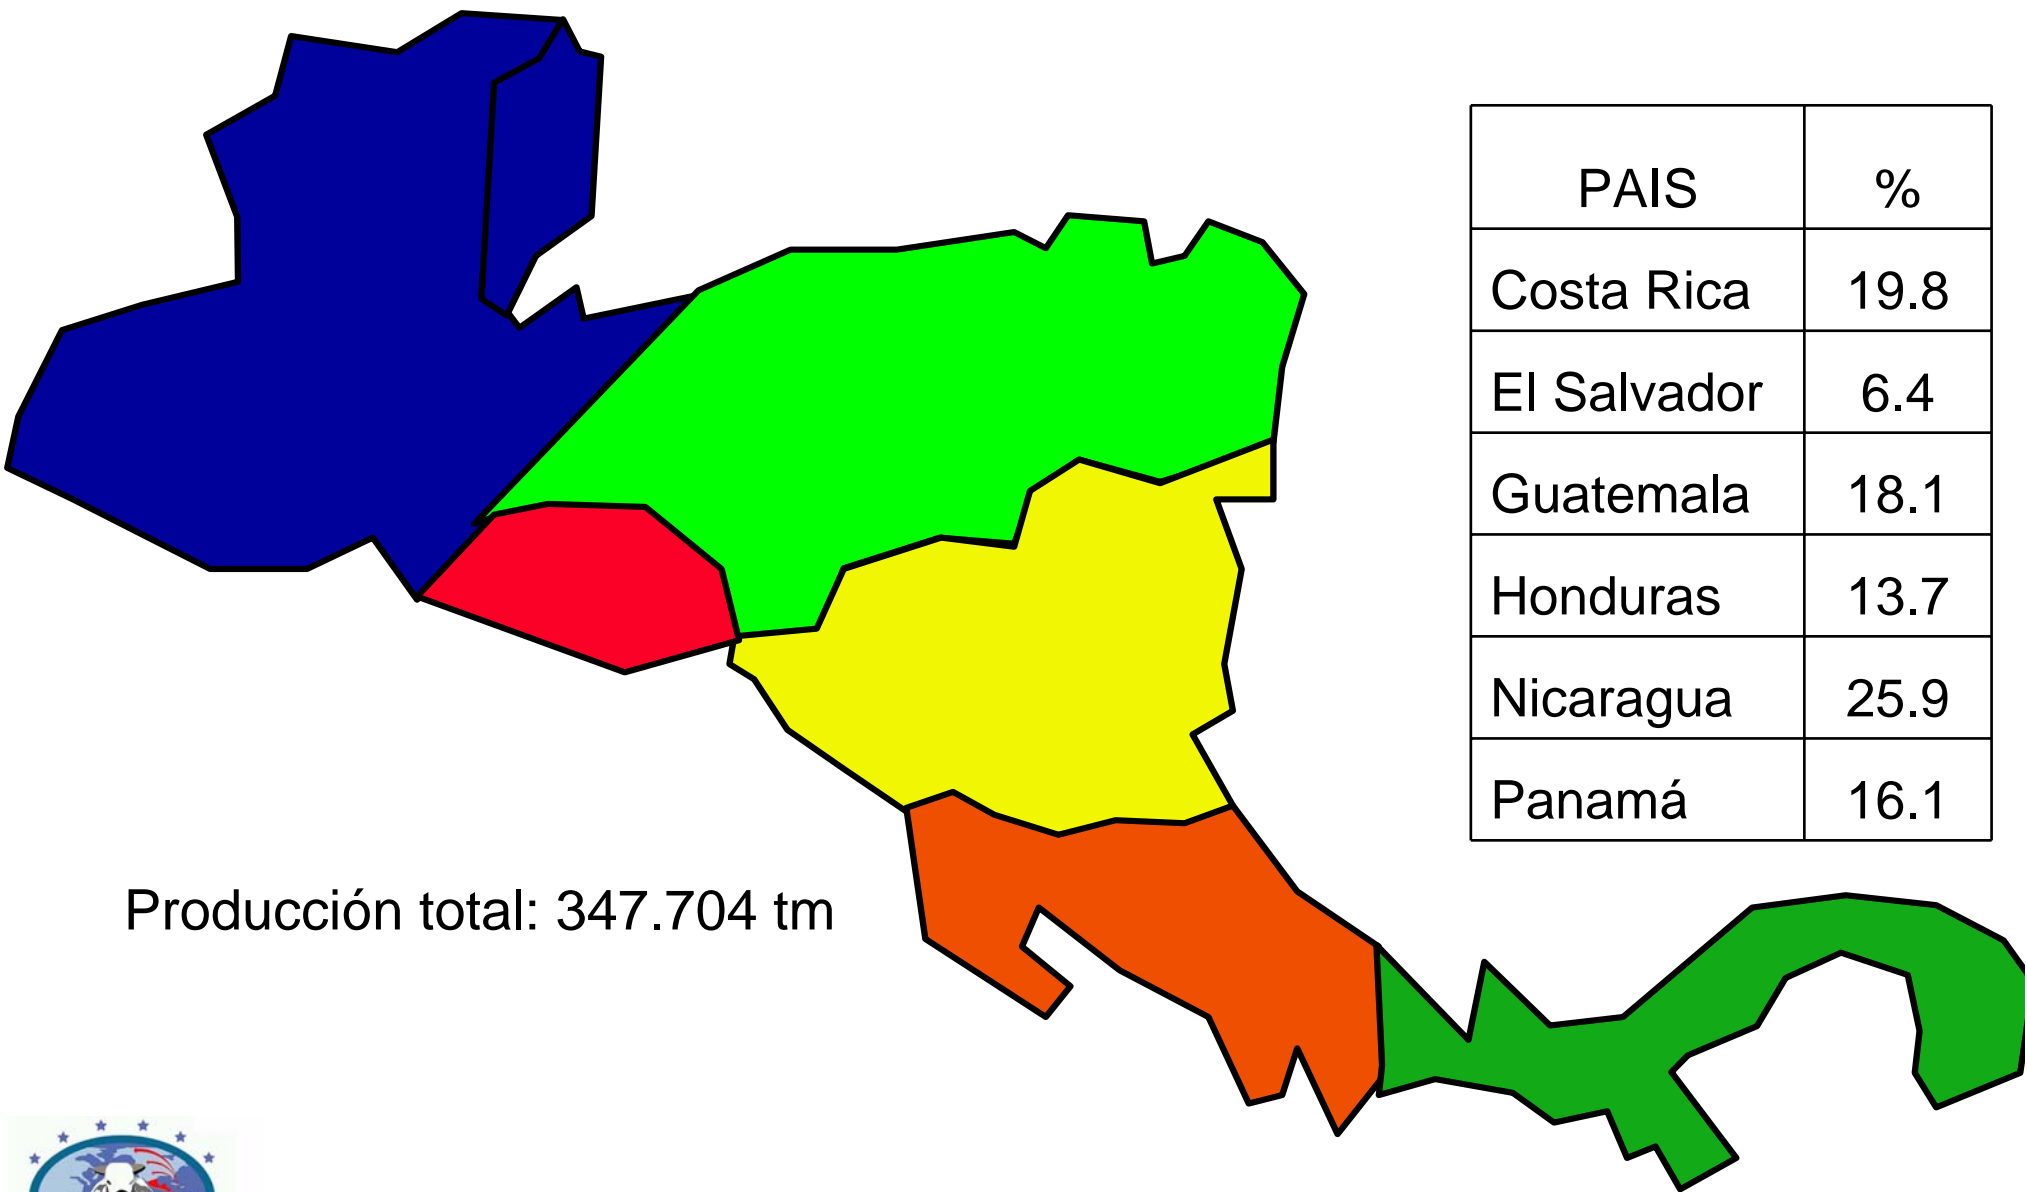 PAIS %
Costa Rica 19.8
El Salvador 6.4
Guatemala 18.1
Honduras 13.7
Nicaragua 25.9
Panamá 16.1
Producción total: 347.704 tm